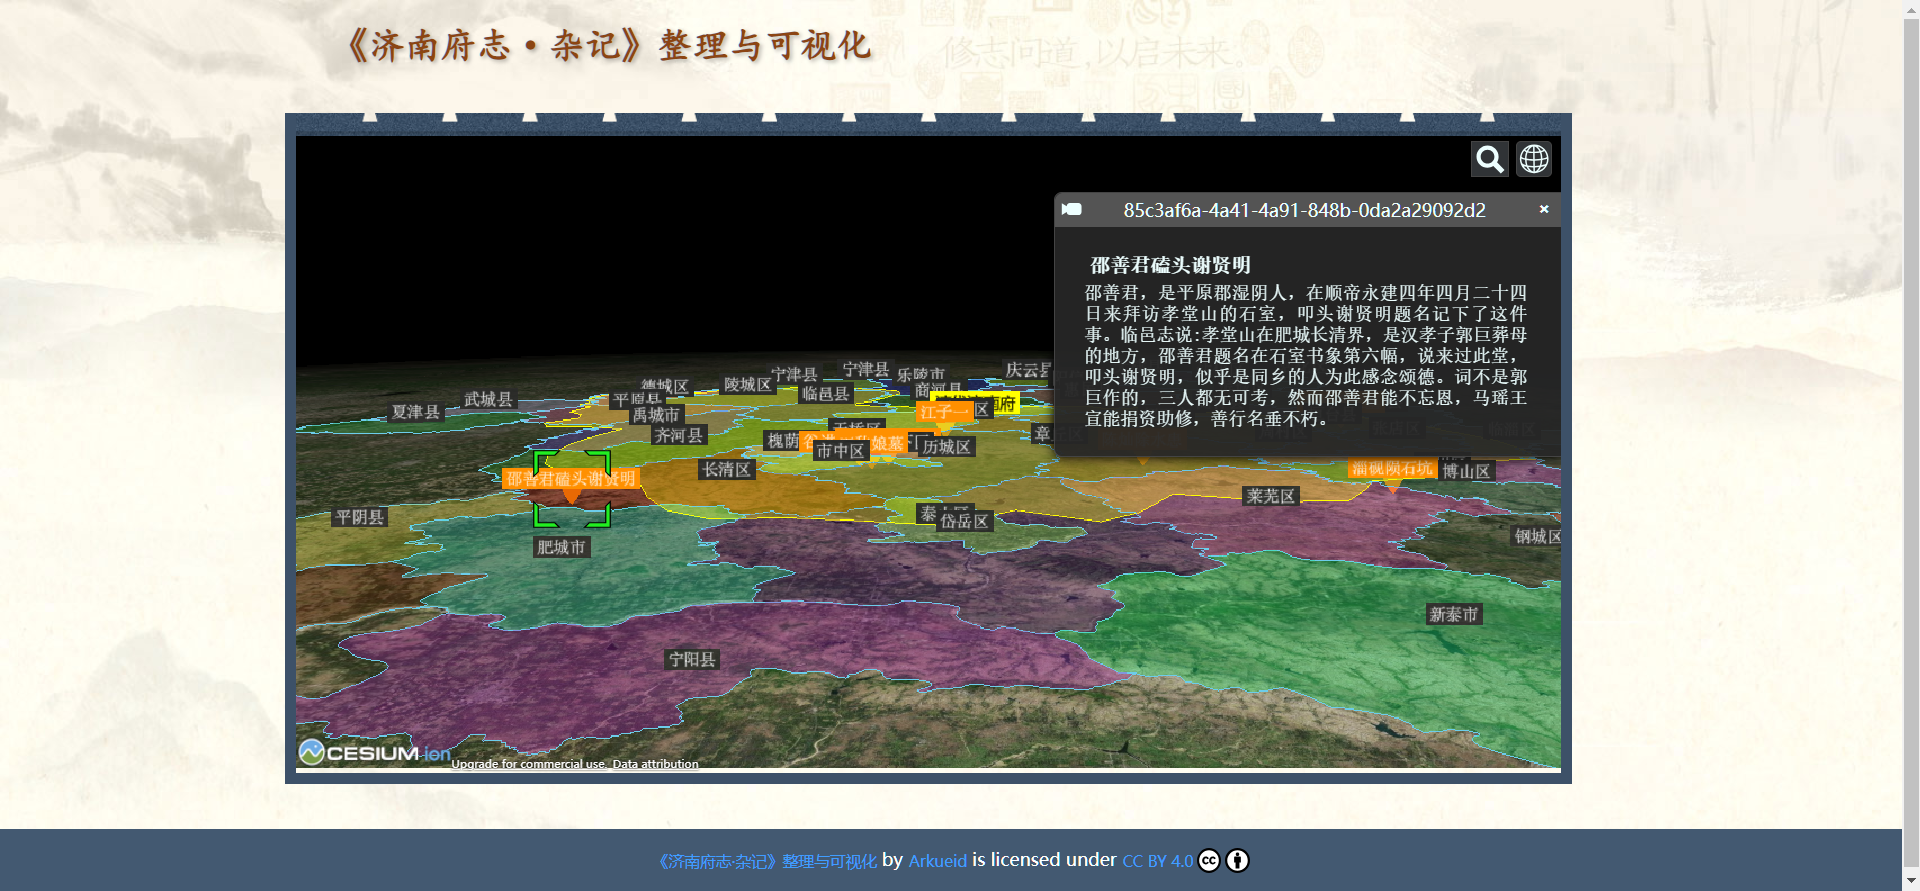 《济南府志·杂记》整理与可视化
修志问道,以启未来。
85c3af6a-4a41-4a91-848b-0da2a29092d2
邵善君磕头谢贤明
邵善君，是平原郡湿阴人，在顺帝永建四年四月二十四
日来拜访孝堂山的石室，叩头谢贤明题名记下了这件
事。临邑志说:孝堂山在肥城长清界，是汉孝子郭巨葬母
的地方，邵善君题名在石室书象第六幅，说来过此堂，
叩头谢贤明，似乎是同乡的人为此感念颂德。词不是郭
巨作的，三人都无可考，然而邵善君能不忘恩，马瑶王
宜能捐资助修，善行名垂不朽。
宁津县
宁津县
乐陵市
庆云县
德城区
陵城区
临邑县
商河县
武城县
平原县
夏津县
禹城市
江子一
区
齐河县
槐荫
娘墓
市中区
历城区
章
长清区
邵善君磕头谢贤明
淄砚陨石坑
博山区
莱芜区
平阴县
岱岳区
钢城区
肥城市
新泰市
宁阳县
CESIUM ion
Upgrade for commercial use. Data attribution
《济南府志·杂记》整理与可视化 by Arkueid is licensed under CC BY 4.0